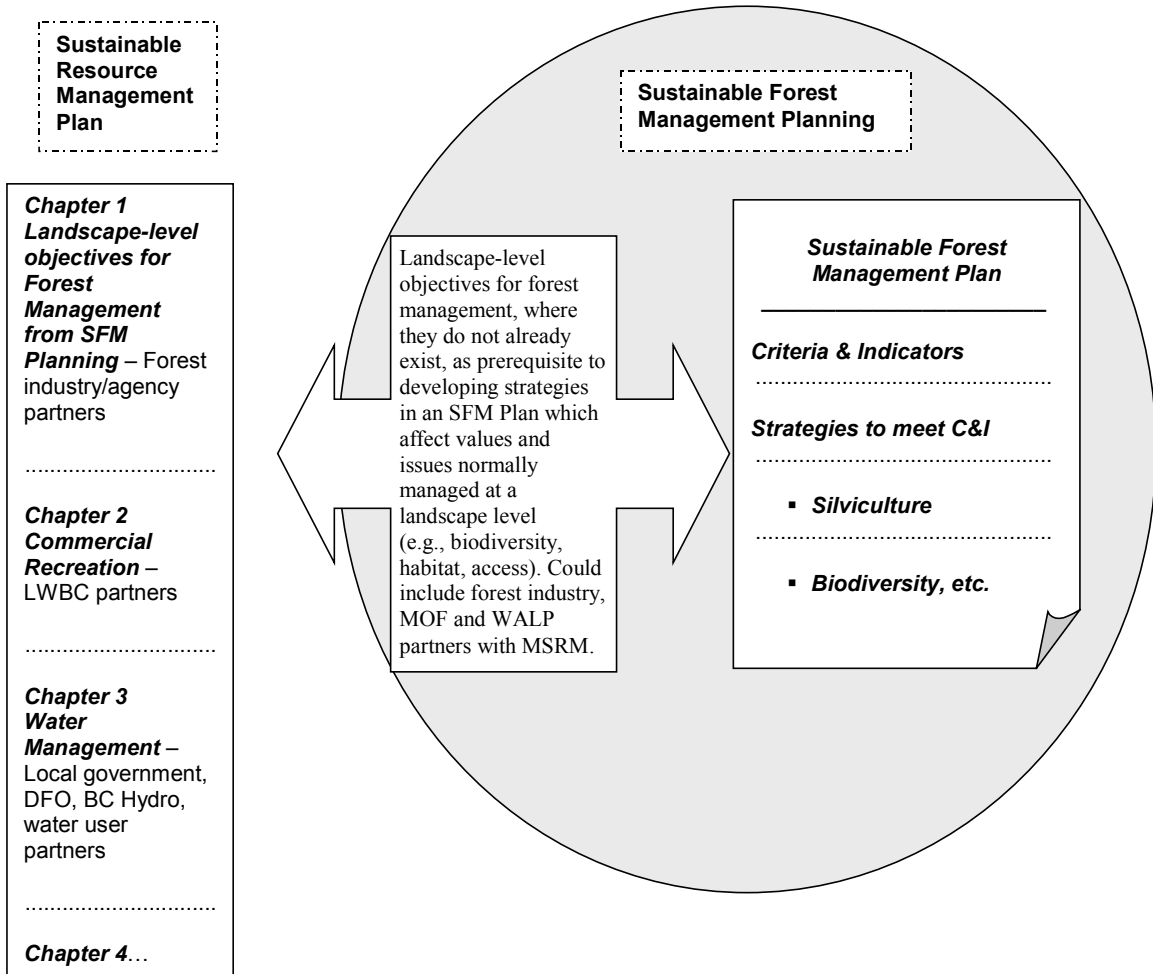 Sustainable
Resource
Management
Plan
Sustainable Forest
Management Planning
Chapter 1
Landscape-level
objectives for
Forest
Management
from SFM
Planning – Forest
industry/agency
partners
...............................
Chapter 2
Commercial
Recreation –
LWBC partners
...............................
Chapter 3
Water
Management –
Local government,
DFO, BC Hydro,
water user
partners
...............................
Chapter 4…
Landscape-level
objectives for forest
management, where
they do not already
exist, as prerequisite to
developing strategies
in an SFM Plan which
affect values and
issues normally
managed at a
landscape level
(e.g., biodiversity,
habitat, access). Could
include forest industry,
MOF and WALP
partners with MSRM.
Sustainable Forest
Management Plan
_______________________
Criteria & Indicators
................................................
Strategies to meet C&I
................................................
▪ Silviculture
................................................
▪ Biodiversity, etc.